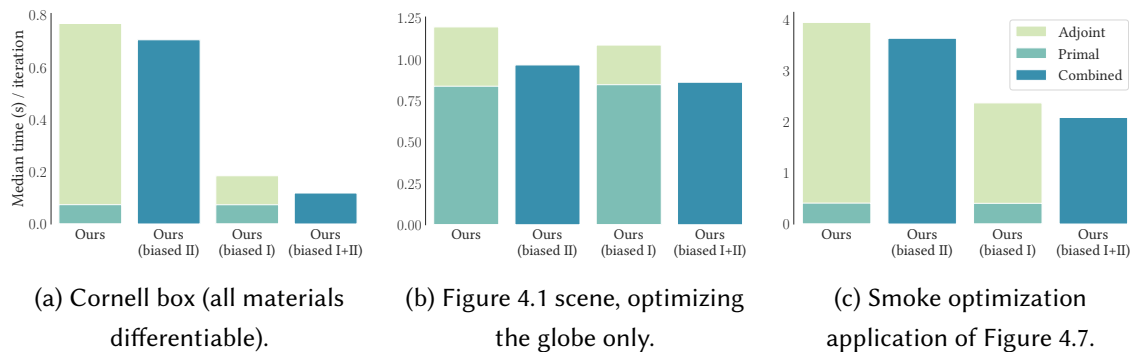 0.8
0.6
0.4
0.2
0.0
Median time (s) / iteration
Ours
Ours
(biased II)
Ours
(biased I)
Ours
(biased I+II)
1.25
1.00
0.75
0.50
0.25
0.00
Ours
Ours
(biased II)
Ours
(biased I)
Ours
(biased I+II)
4
3
2
1
0
Adjoint
Primal
Combined
Ours
Ours
(biased II)
Ours
(biased I)
Ours
(biased I+II)
(a) Cornell box (all materials
differentiable).
(b) Figure 4.1 scene, optimizing
the globe only.
(c) Smoke optimization
application of Figure 4.7.